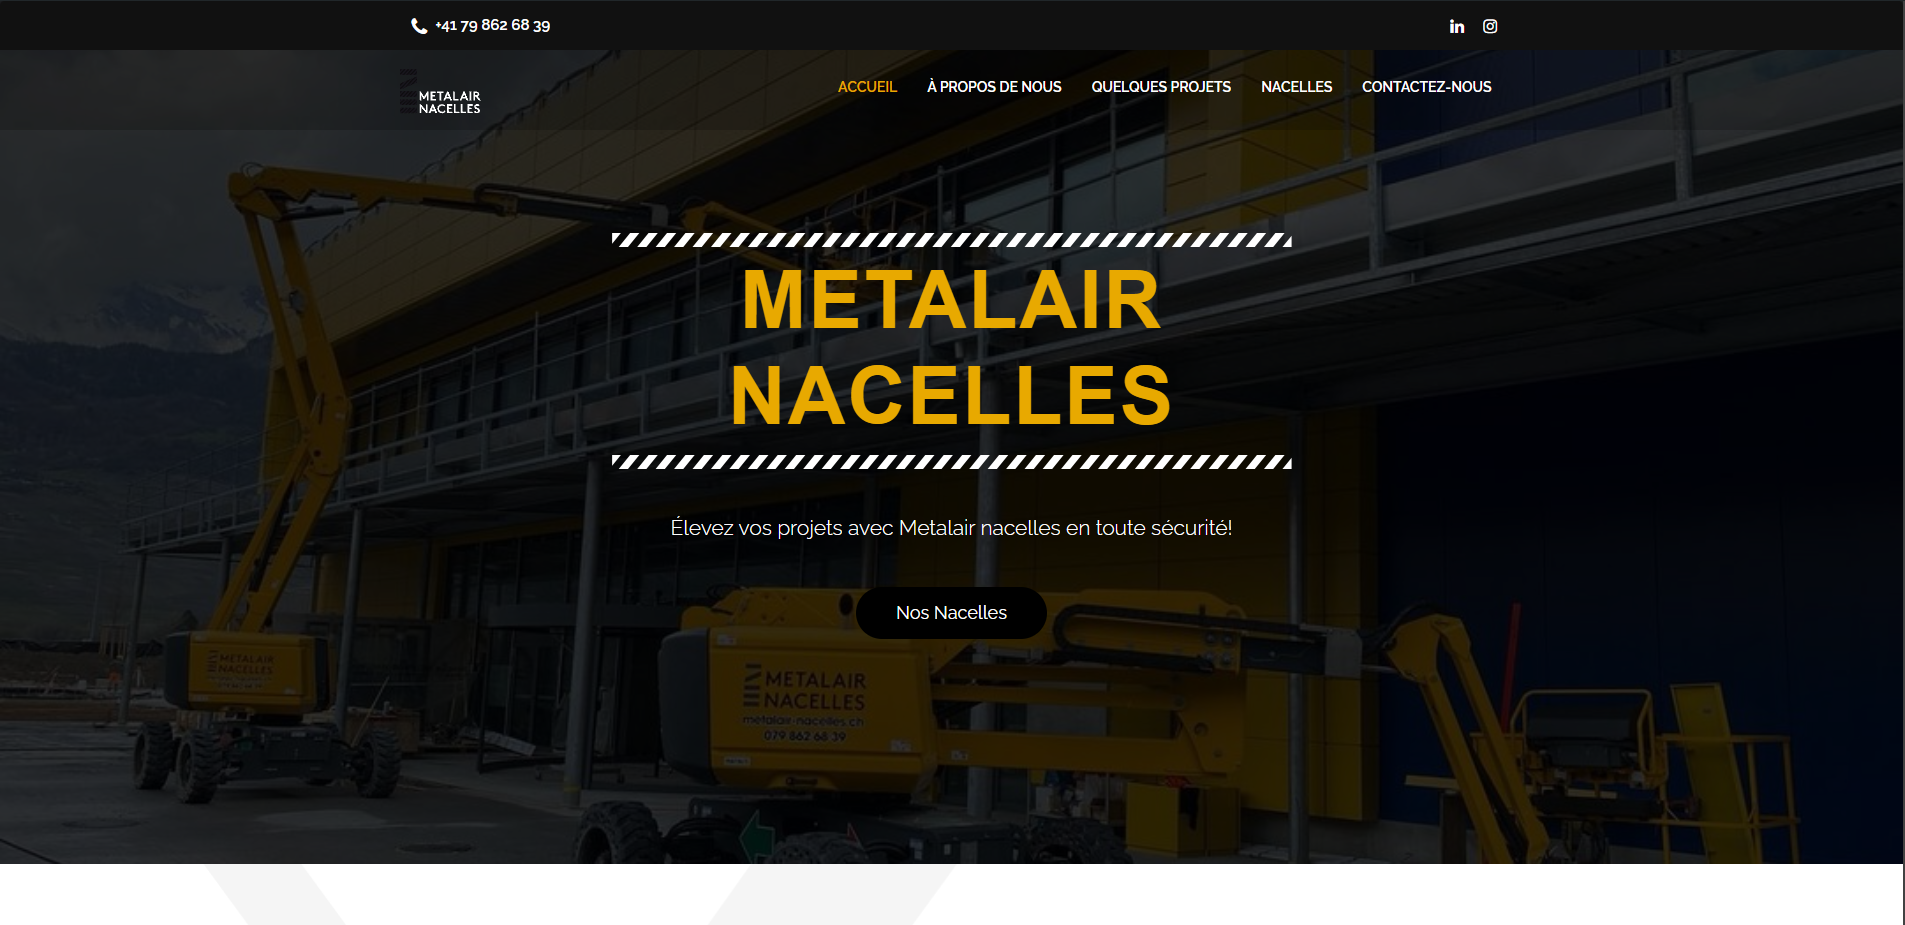 +41 79 862 68 39
METALAIR
NACELLES
ACCUEIL À PROPOS DE NOUS QUELQUES PROJETS NACELLES CONTACTEZ-NOUS
METALAIR
NACELLES
Élevez vos projets avec Metalair nacelles en toute sécurité!
Nos Nacelles
METALAIR
NACELLES
METALAIR
NACELLES
metalair-nacelles.ch
079 862 68 39